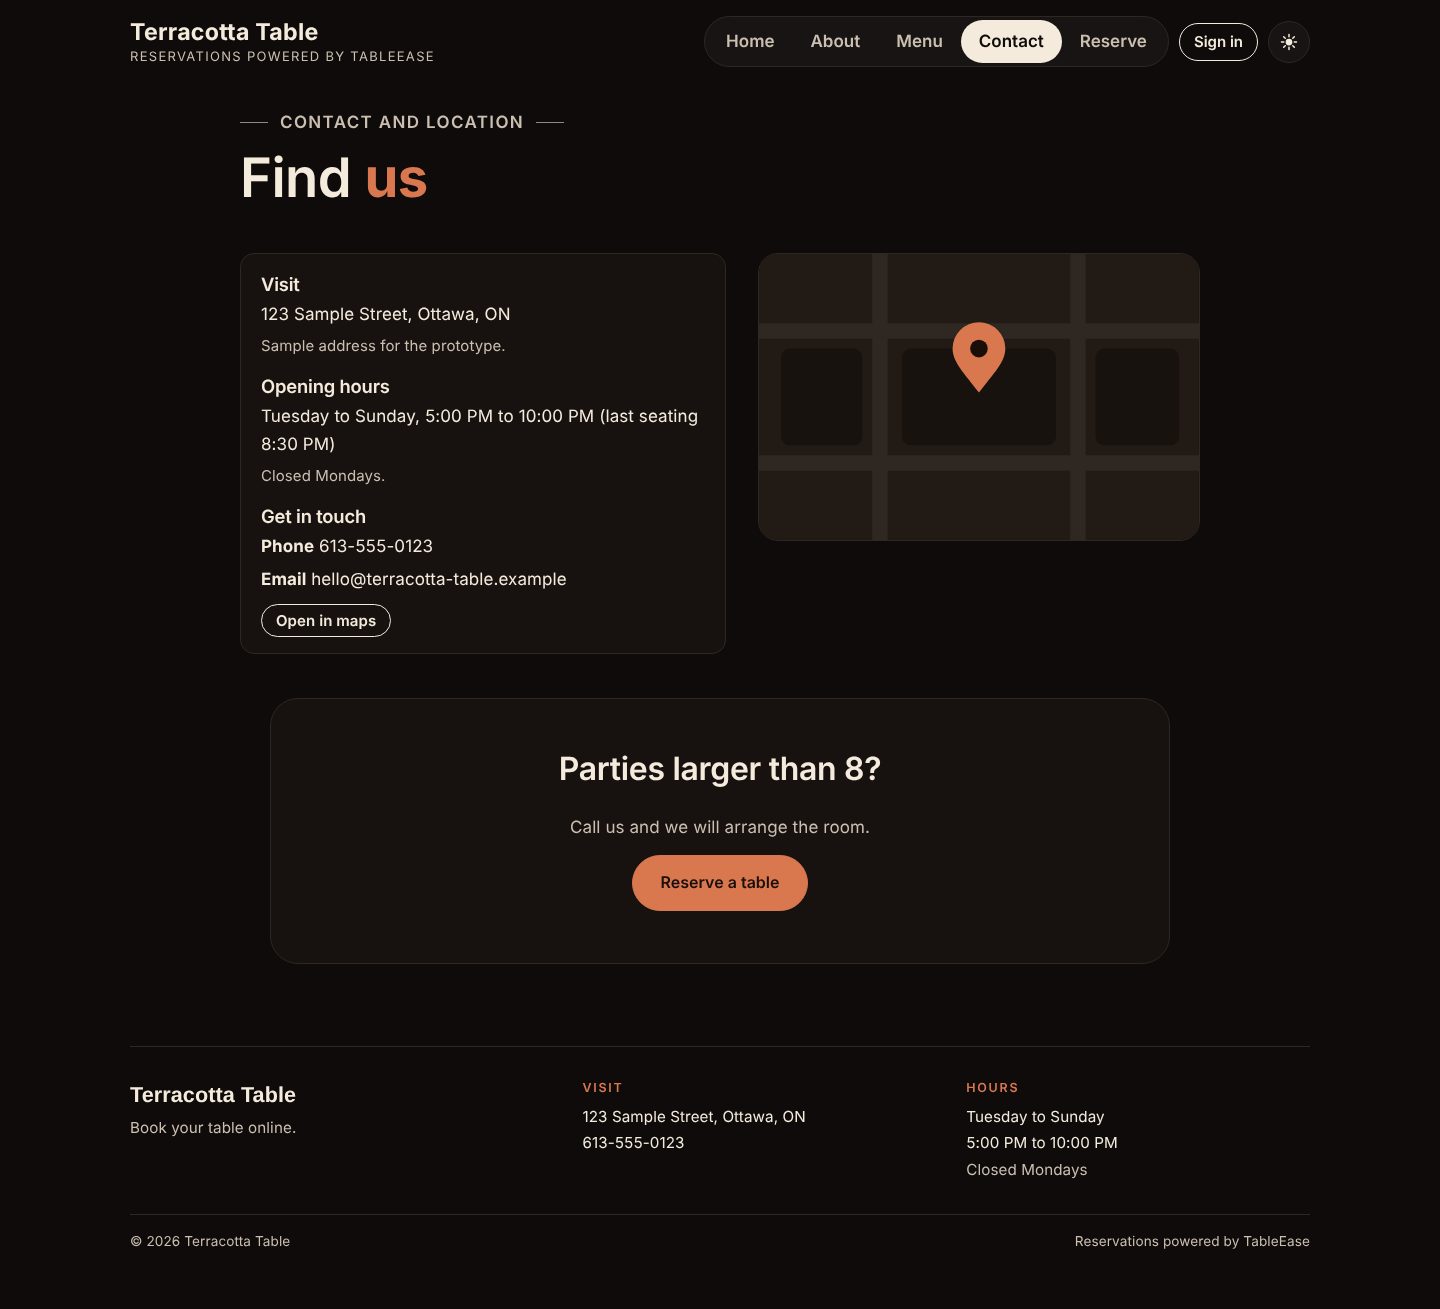 Terracotta Table
RESERVATIONS POWERED BY TABLEEASE
Home
About
Menu
Contact
Reserve
Sign in
CONTACT AND LOCATION
Find us
Visit
123 Sample Street, Ottawa, ON
Sample address for the prototype.
Opening hours
Tuesday to Sunday, 5:00 PM to 10:00 PM (last seating
8:30 PM)
Closed Mondays.
Get in touch
Phone 613-555-0123
Email hello@terracotta-table.example
Open in maps
Parties larger than 8?
Call us and we will arrange the room.
Reserve a table
Terracotta Table
Book your table online.
VISIT
123 Sample Street, Ottawa, ON
613-555-0123
HOURS
Tuesday to Sunday
5:00 PM to 10:00 PM
Closed Mondays
© 2026 Terracotta Table
Reservations powered by TableEase